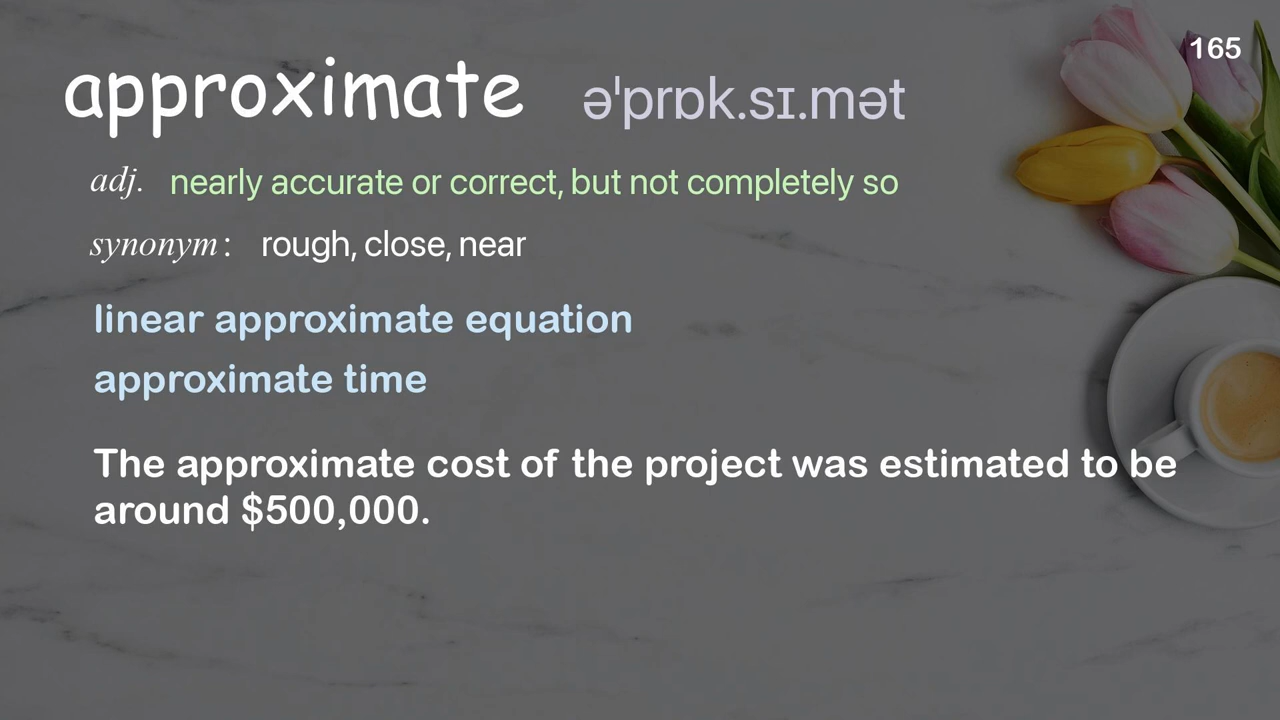 165
approximate əˈprɒk.sɪ.mət
adj. nearly accurate or correct, but not completely so
synonym: rough, close, near
linear approximate equation
approximate time
The approximate cost of the project was estimated to be
around $500,000.